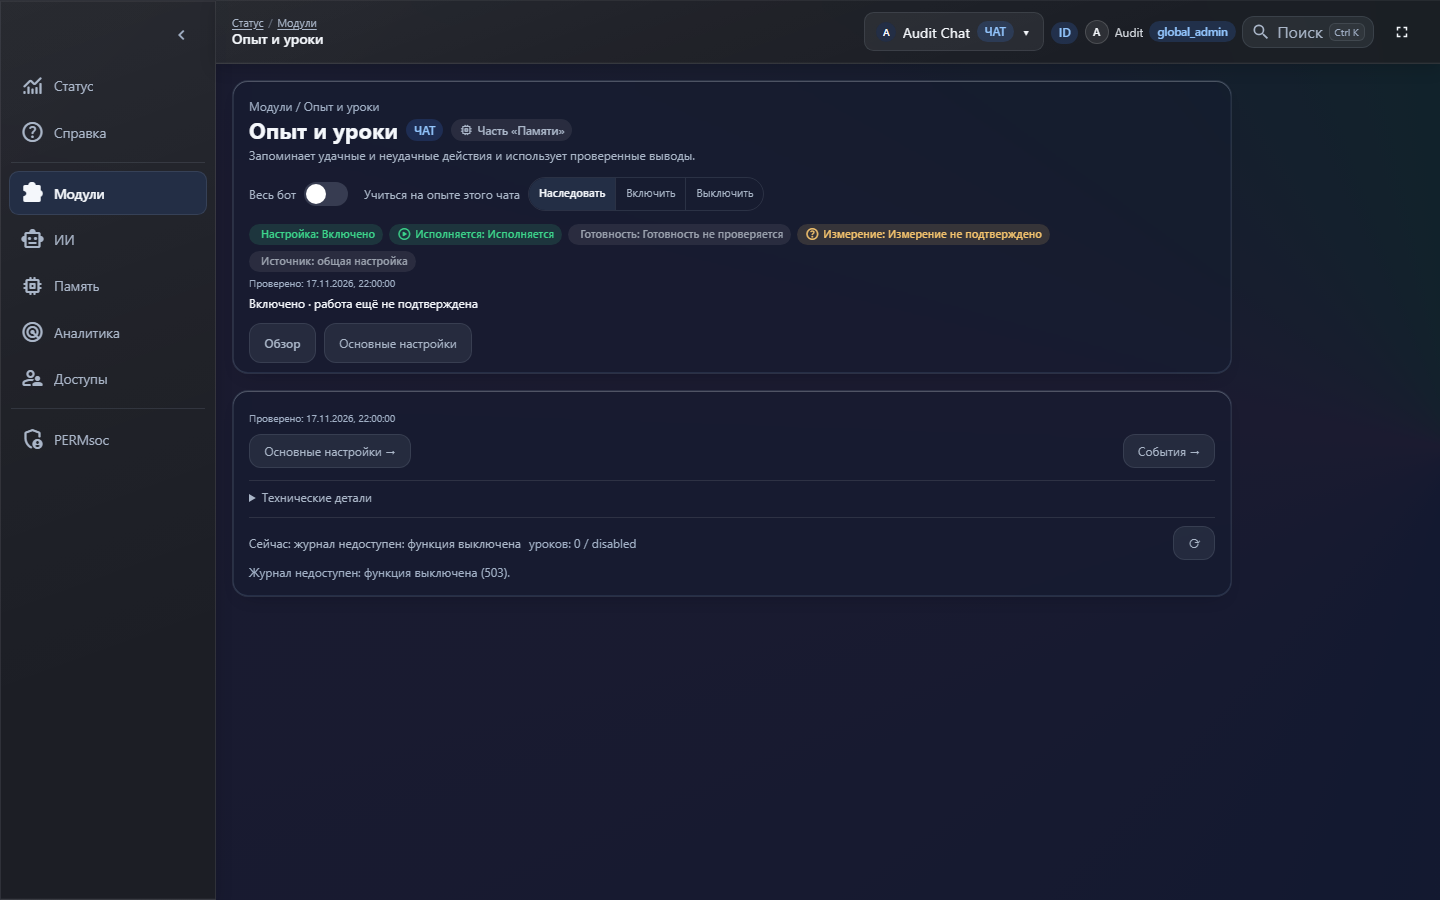 Статус / Модули
Опыт и уроки
A Audit Chat ЧАТ ▾ ID A Audit global_admin Поиск Ctrl K
Статус
Справка
Модули
ИИ
Память
Аналитика
Доступы
PERMsoc
Модули / Опыт и уроки
Опыт и уроки ЧАТ Часть «Памяти»
Запоминает удачные и неудачные действия и использует проверенные выводы.
Весь бот Учиться на опыте этого чата Наследовать Включить Выключить
Настройка: Включено Исполняется: Исполняется Готовность: Готовность не проверяется Измерение: Измерение не подтверждено
Источник: общая настройка
Проверено: 17.11.2026, 22:00:00
Включено · работа ещё не подтверждена
Обзор Основные настройки
Проверено: 17.11.2026, 22:00:00
Основные настройки → События →
▶ Технические детали
Сейчас: журнал недоступен: функция выключена уроков: 0 / disabled
Журнал недоступен: функция выключена (503).